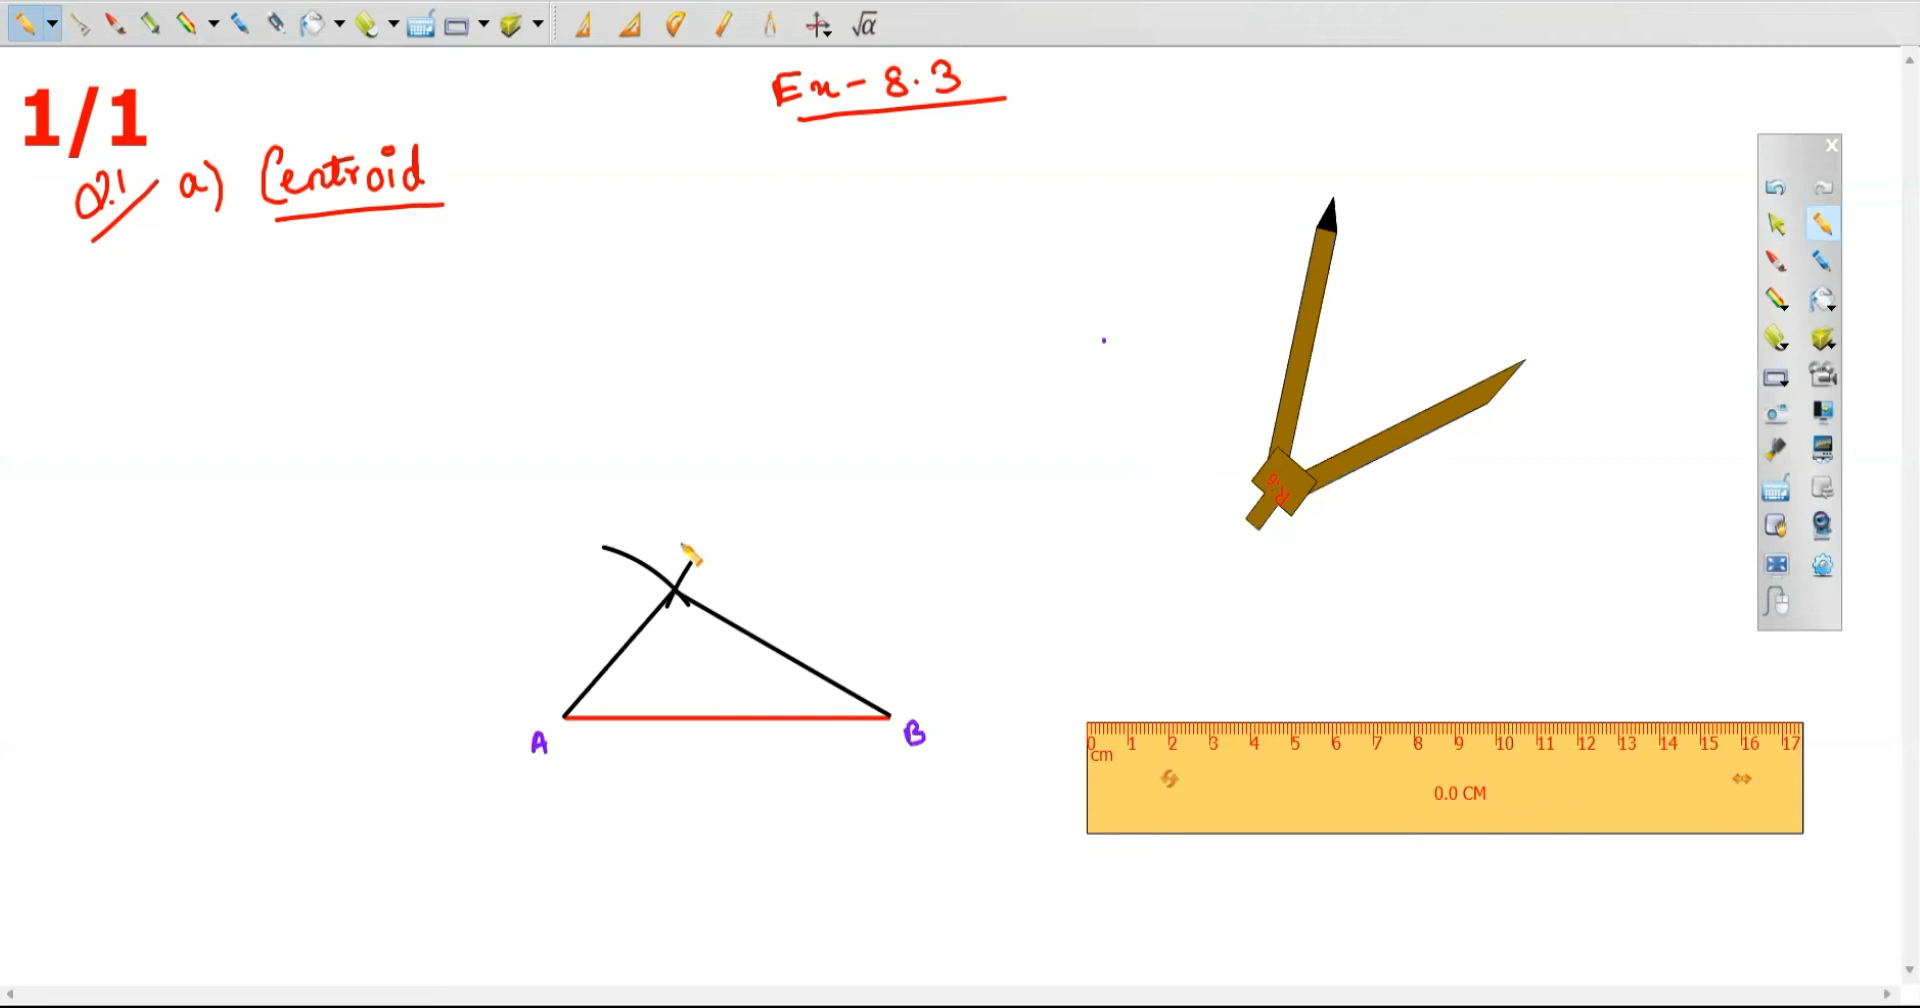 √α
Ex - 8.3
1/1
Q.1/ a) Centroid
x
R:6
A
B
0 1 2 3 4 5 6 7 8 9 10 11 12 13 14 15 16 17
cm
0.0 CM